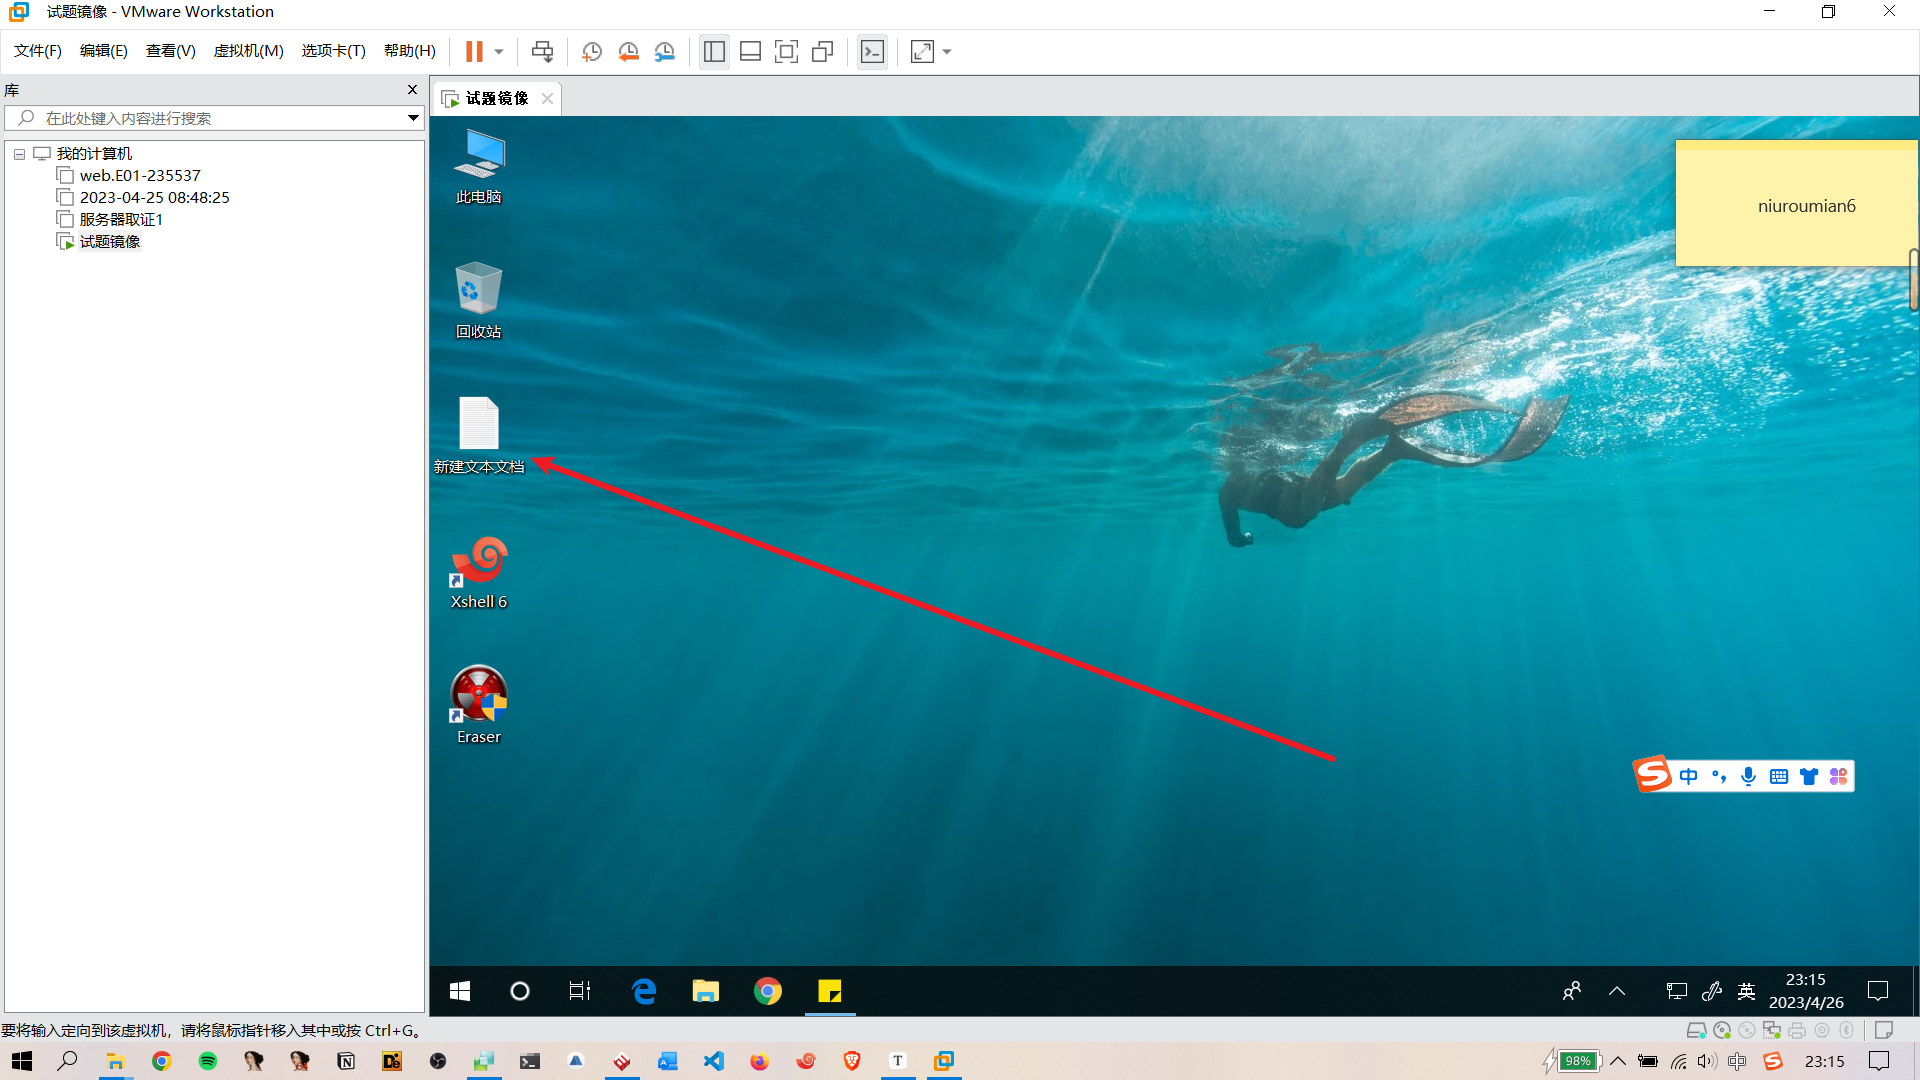 试题镜像 - VMware Workstation
文件(F) 编辑(E) 查看(V) 虚拟机(M) 选项卡(T) 帮助(H)
库
在此处键入内容进行搜索
我的计算机
web.E01-235537
2023-04-25 08:48:25
服务器取证1
试题镜像
试题镜像
此电脑
回收站
新建文本文档
Xshell 6
Eraser
niuroumian6
中
英
23:15
2023/4/26
要将输入定向到该虚拟机，请将鼠标指针移入其中或按 Ctrl+G。
98%
中
23:15